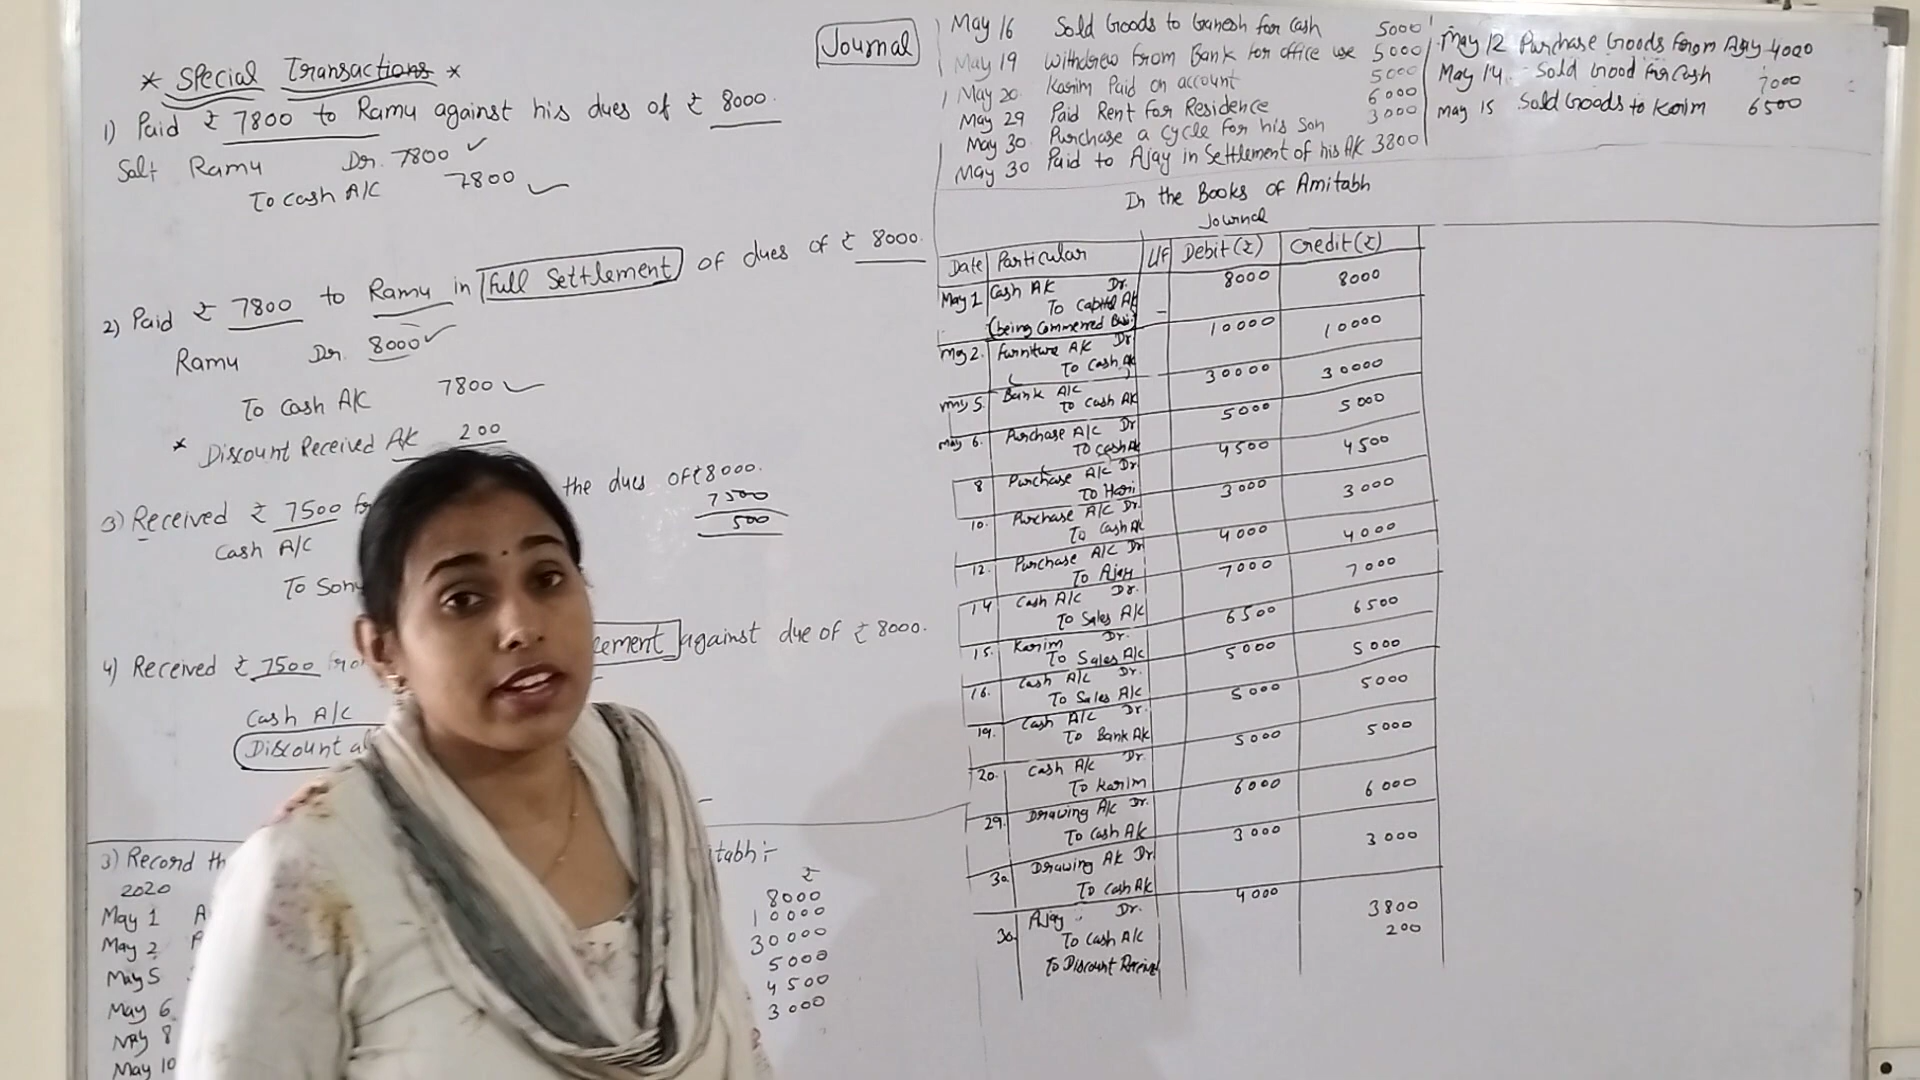 Journal
* Special Transactions *
1) Paid ₹ 7800 to Ramu against his dues of ₹ 8000.
Solt Ramu Dr. 7800
To cash A/c 7800
2) Paid ₹ 7800 to Ramu in Full Settlement of dues of ₹ 8000.
Ramu Dr. 8000
To Cash A/c 7800
* Discount Received A/c 200
3) Received ₹ 7500 the dues of ₹ 8000.
7500
500
Cash A/c
To Sonu
4) Received ₹ 7500 against due of ₹ 8000.
Cash A/c
Discount
3) Record
2020 ₹
May 1 8000
May 2 10000
May 5 30000
May 6 5000
May 8 4500
May 10 3000
May 16 Sold Goods to Ganesh for Cash 5000
May 19 Withdrew from Bank for office use 5000
May 20 Karim Paid on account 5000
May 29 Paid Rent for Residence 6000
May 30 Purchase a cycle for his Son 3000
May 30 Paid to Ajay in Settlement of his A/c 3800
May 12 Purchase Goods from Ajay 4000
May 14 Sold Good for Cash 7000
May 15 Sold Goods to Karim 6500
In the Books of Amitabh
Journal
Date Particular L/F Debit (₹) Credit (₹)
May 1 Cash A/c Dr. 8000 8000
To Capital A/c
(being Commenced Busi.
May 2. Furniture A/c Dr 10000 10000
To Cash A/c
( )
May 5. Bank A/c 30000 30000
To Cash A/c
May 6. Purchase A/c Dr 5000 5000
To Cash A/c
8 Purchase A/c Dr 4500 4500
To Hari
10. Purchase A/c Dr. 3000 3000
To Cash A/c
12. Purchase A/c Dr 4000 4000
To Ajay
14 Cash A/c Dr. 7000 7000
To Sales A/c
15. Karim Dr. 6500 6500
To Sales A/c
16. Cash A/c Dr. 5000 5000
To Sales A/c
19. Cash A/c Dr. 5000 5000
To Bank A/c
20. Cash A/c Dr. 5000 5000
To Karim
29. Drawing A/c Dr. 6000 6000
To Cash A/c
30 Drawing A/c Dr 3000 3000
To Cash A/c
30 Ajay Dr. 4000
To Cash A/c 3800
To Discount Received 200